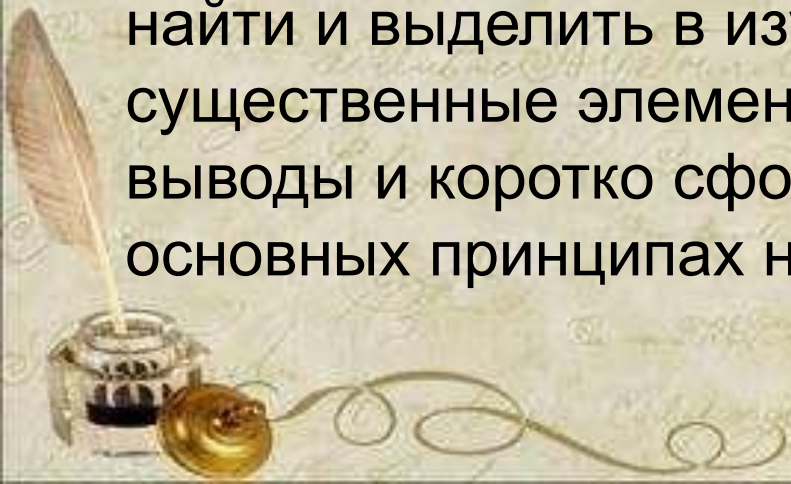 найти и выделить в из
существенные элемен
выводы и коротко сфо
основных принципах н